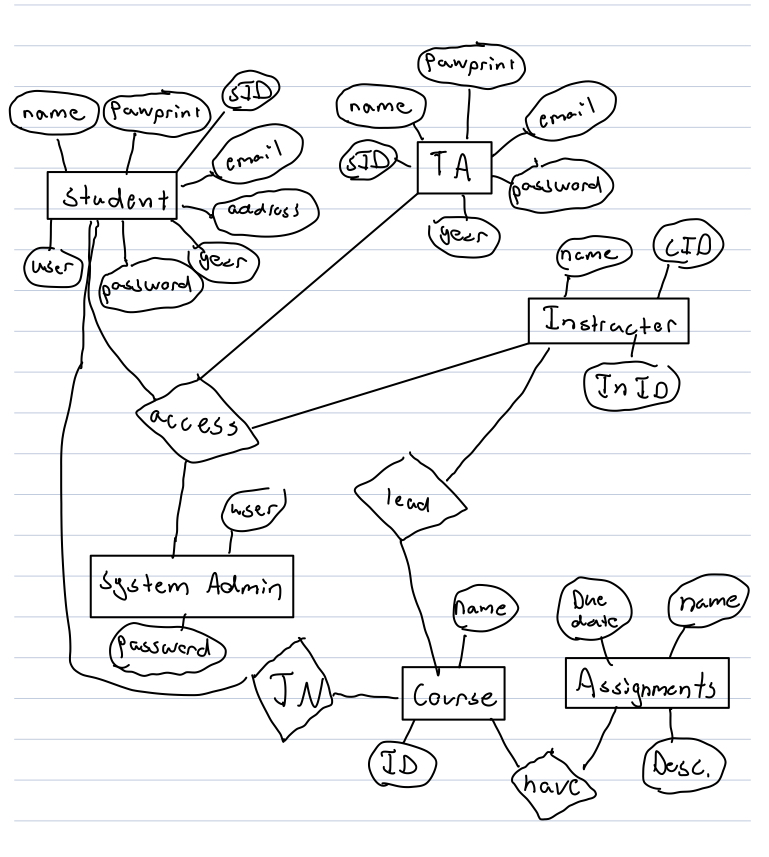 Pawprint
sID
name
Pawprint
name
email
email
sID
TA
password
student
address
year
user
year
password
name
CID
Instracter
InID
access
lead
user
System Admin
password
name
Due
date
name
IN
Course
Assignments
ID
have
Desc.